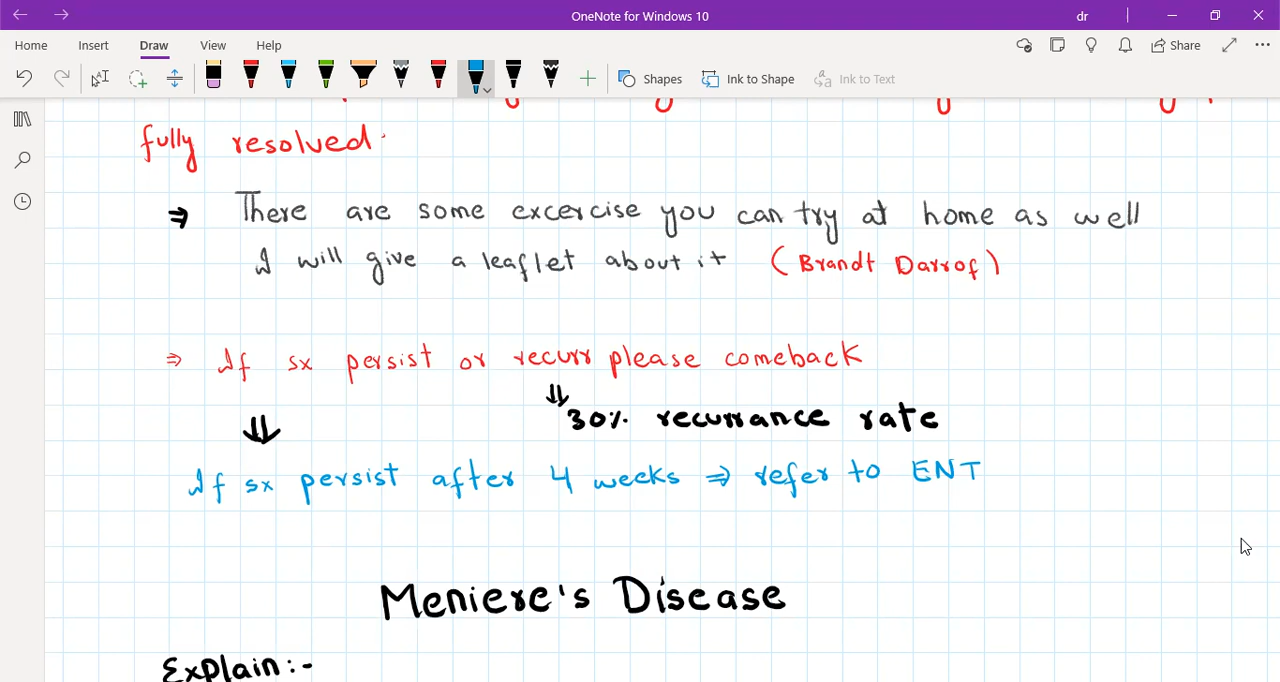 OneNote for Windows 10
dr
Home Insert Draw View Help
Share
Shapes Ink to Shape Ink to Text
fully resolved.
⇒ There are some excercise you can try at home as well
I will give a leaflet about it (Brandt Darrof)
⇒ If sx persist or recurr please comeback
⇓ 30% recurrance rate
⇓
If sx persist after 4 weeks ⇒ refer to ENT
Meniere's Disease
Explain:-